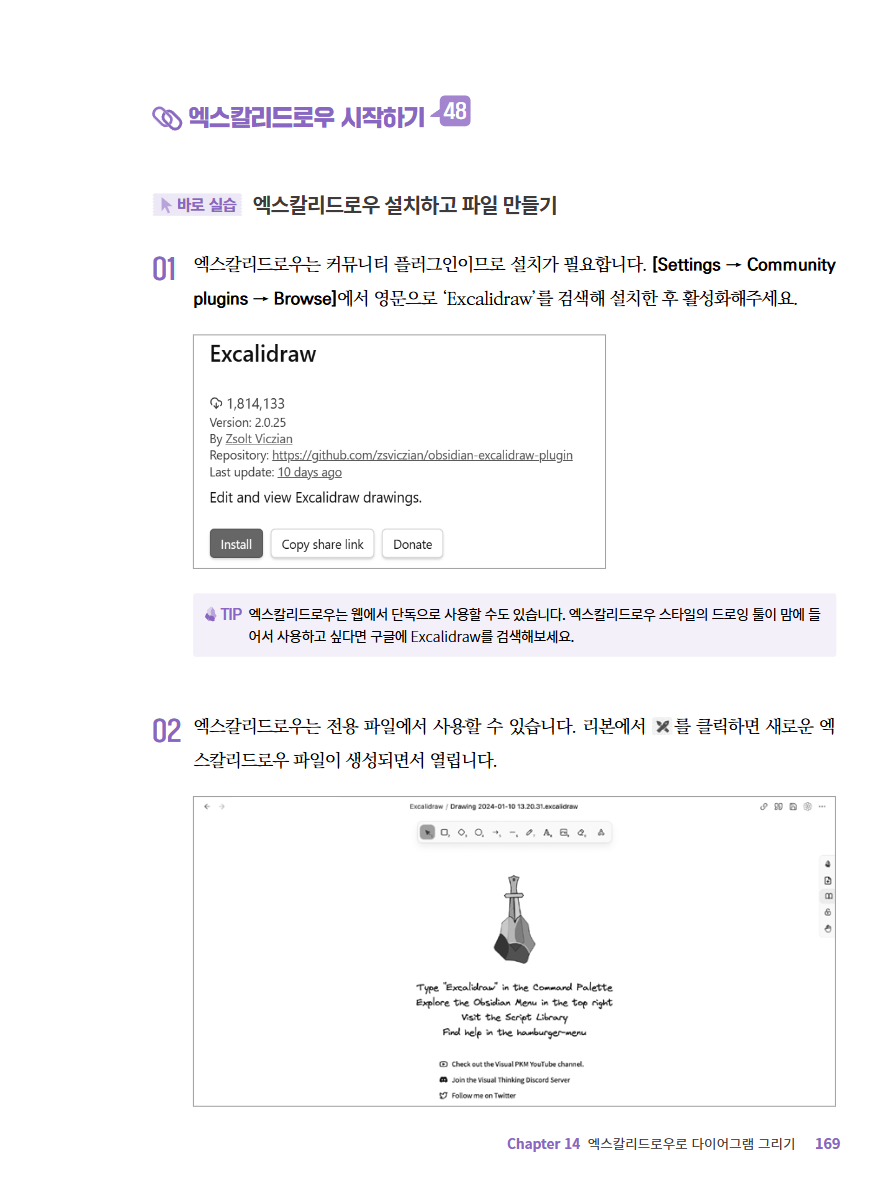 엑스칼리드로우 시작하기 48
바로 실습 엑스칼리드로우 설치하고 파일 만들기
01 엑스칼리드로우는 커뮤니티 플러그인이므로 설치가 필요합니다. [Settings → Community
plugins → Browse]에서 영문으로 ‘Excalidraw’를 검색해 설치한 후 활성화해주세요.
Excalidraw
1,814,133
Version: 2.0.25
By Zsolt Viczian
Repository: https://github.com/zsviczian/obsidian-excalidraw-plugin
Last update: 10 days ago
Edit and view Excalidraw drawings.
Install Copy share link Donate
TIP 엑스칼리드로우는 웹에서 단독으로 사용할 수도 있습니다. 엑스칼리드로우 스타일의 드로잉 툴이 맘에 들
어서 사용하고 싶다면 구글에 Excalidraw를 검색해보세요.
02 엑스칼리드로우는 전용 파일에서 사용할 수 있습니다. 리본에서 를 클릭하면 새로운 엑
스칼리드로우 파일이 생성되면서 열립니다.
Excalidraw / Drawing 2024-01-10 13.20.31.excalidraw
Type "Excalidraw" in the Command Palette
Explore the Obsidian Menu in the top right
Visit the Script Library
Find help in the hamburger-menu
Check out the Visual PKM YouTube channel.
Join the Visual Thinking Discord Server
Follow me on Twitter
Chapter 14 엑스칼리드로우로 다이어그램 그리기 169